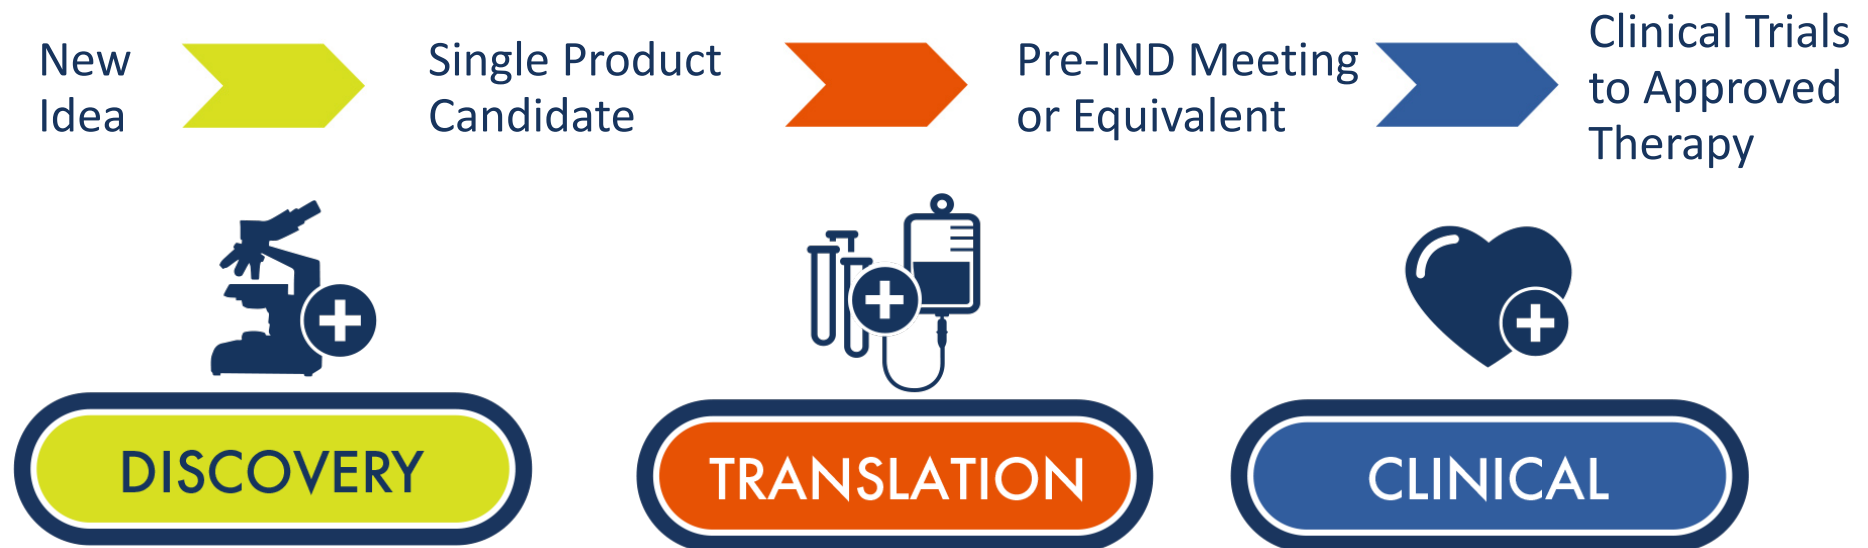 New
Idea
Single Product
Candidate
Pre-IND Meeting
or Equivalent
Clinical Trials
to Approved
Therapy
DISCOVERY
TRANSLATION
CLINICAL